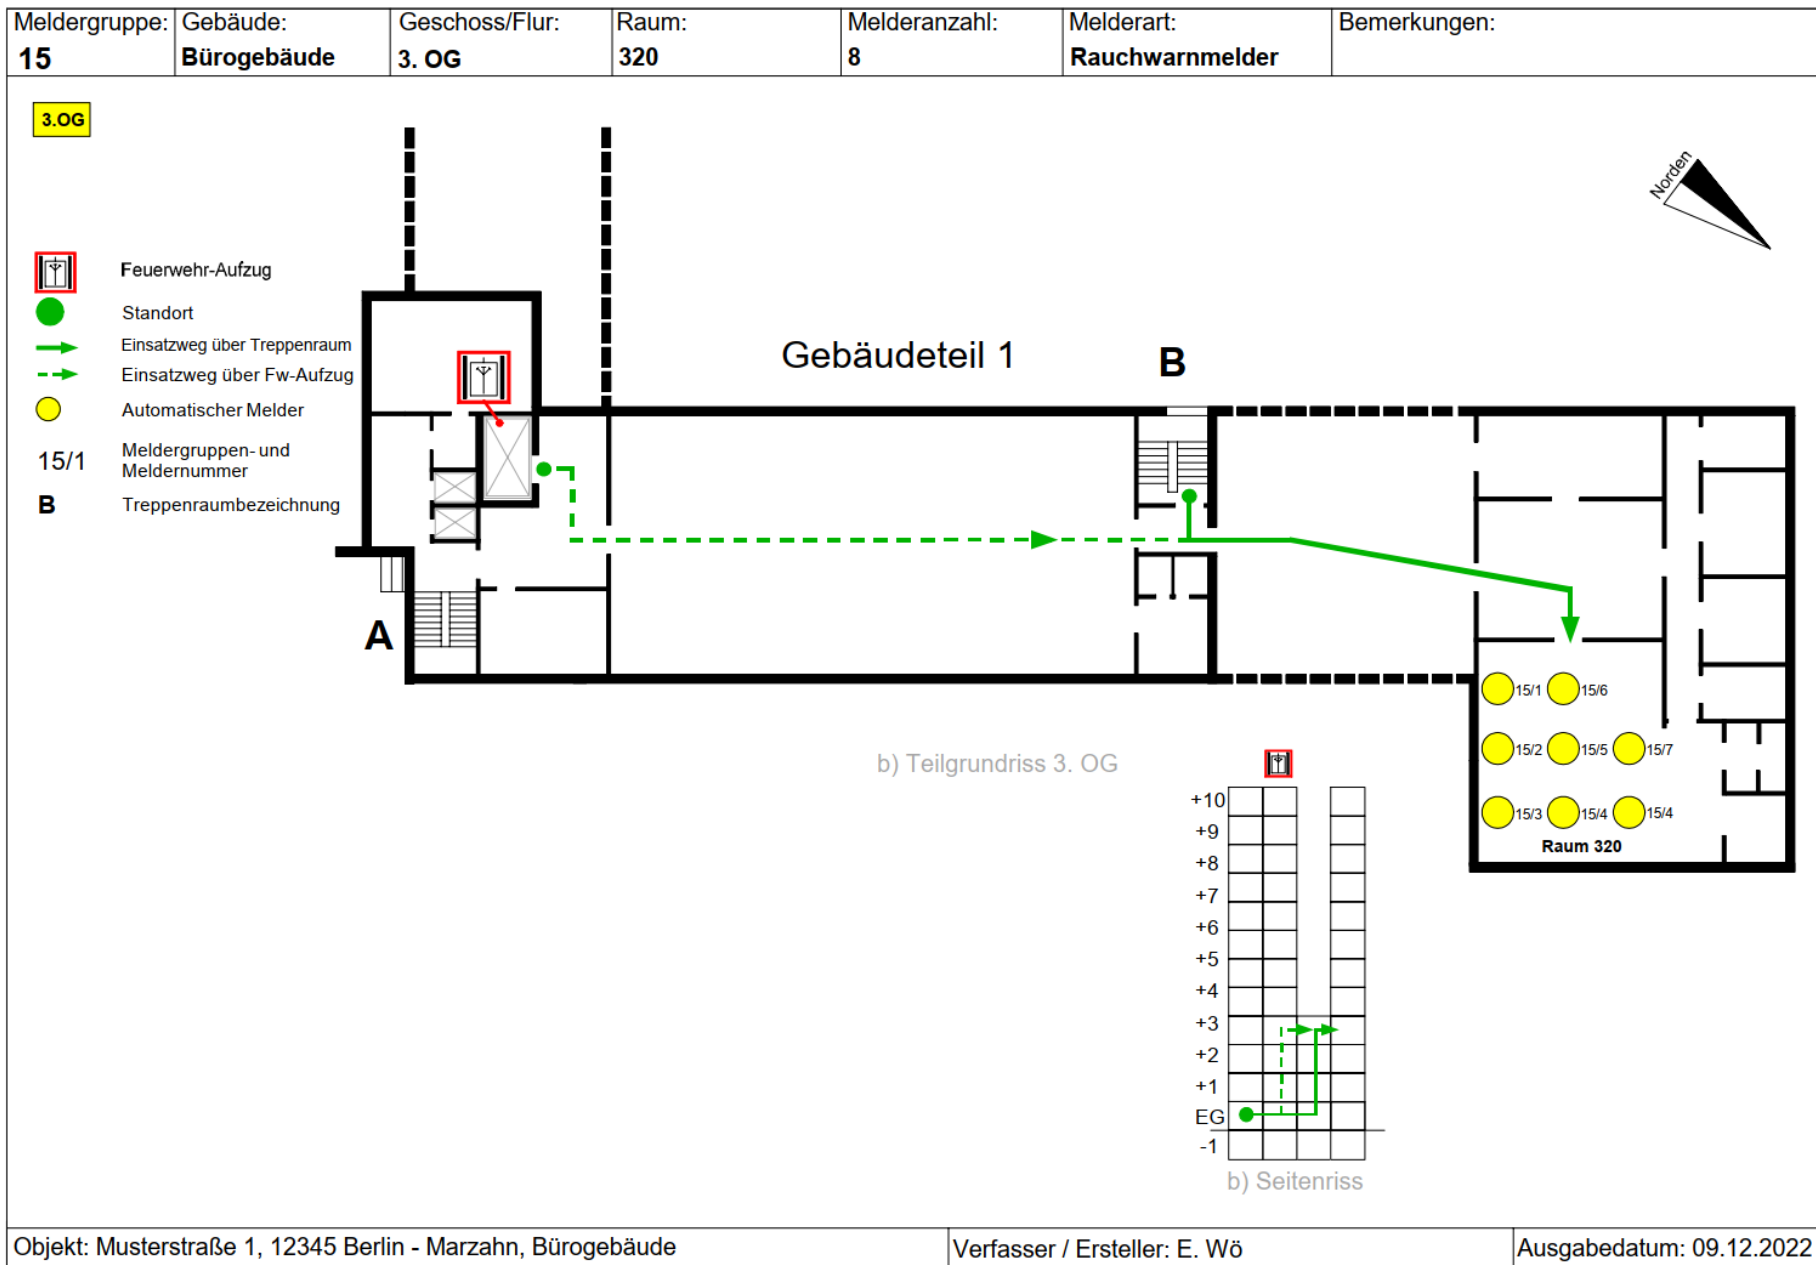 Meldergruppe: Gebäude: Geschoss/Flur: Raum: Melderanzahl: Melderart: Bemerkungen:
15 Bürogebäude 3. OG 320 8 Rauchwarnmelder
3.OG
Norden
Feuerwehr-Aufzug
Standort
Einsatzweg über Treppenraum
Einsatzweg über Fw-Aufzug
Automatischer Melder
15/1 Meldergruppen- und
Meldernummer
B Treppenraumbezeichnung
Gebäudeteil 1
B
A
15/1 15/6
15/2 15/5 15/7
15/3 15/4 15/4
Raum 320
b) Teilgrundriss 3. OG
+10
+9
+8
+7
+6
+5
+4
+3
+2
+1
EG
-1
b) Seitenriss
Objekt: Musterstraße 1, 12345 Berlin - Marzahn, Bürogebäude
Verfasser / Ersteller: E. Wö
Ausgabedatum: 09.12.2022